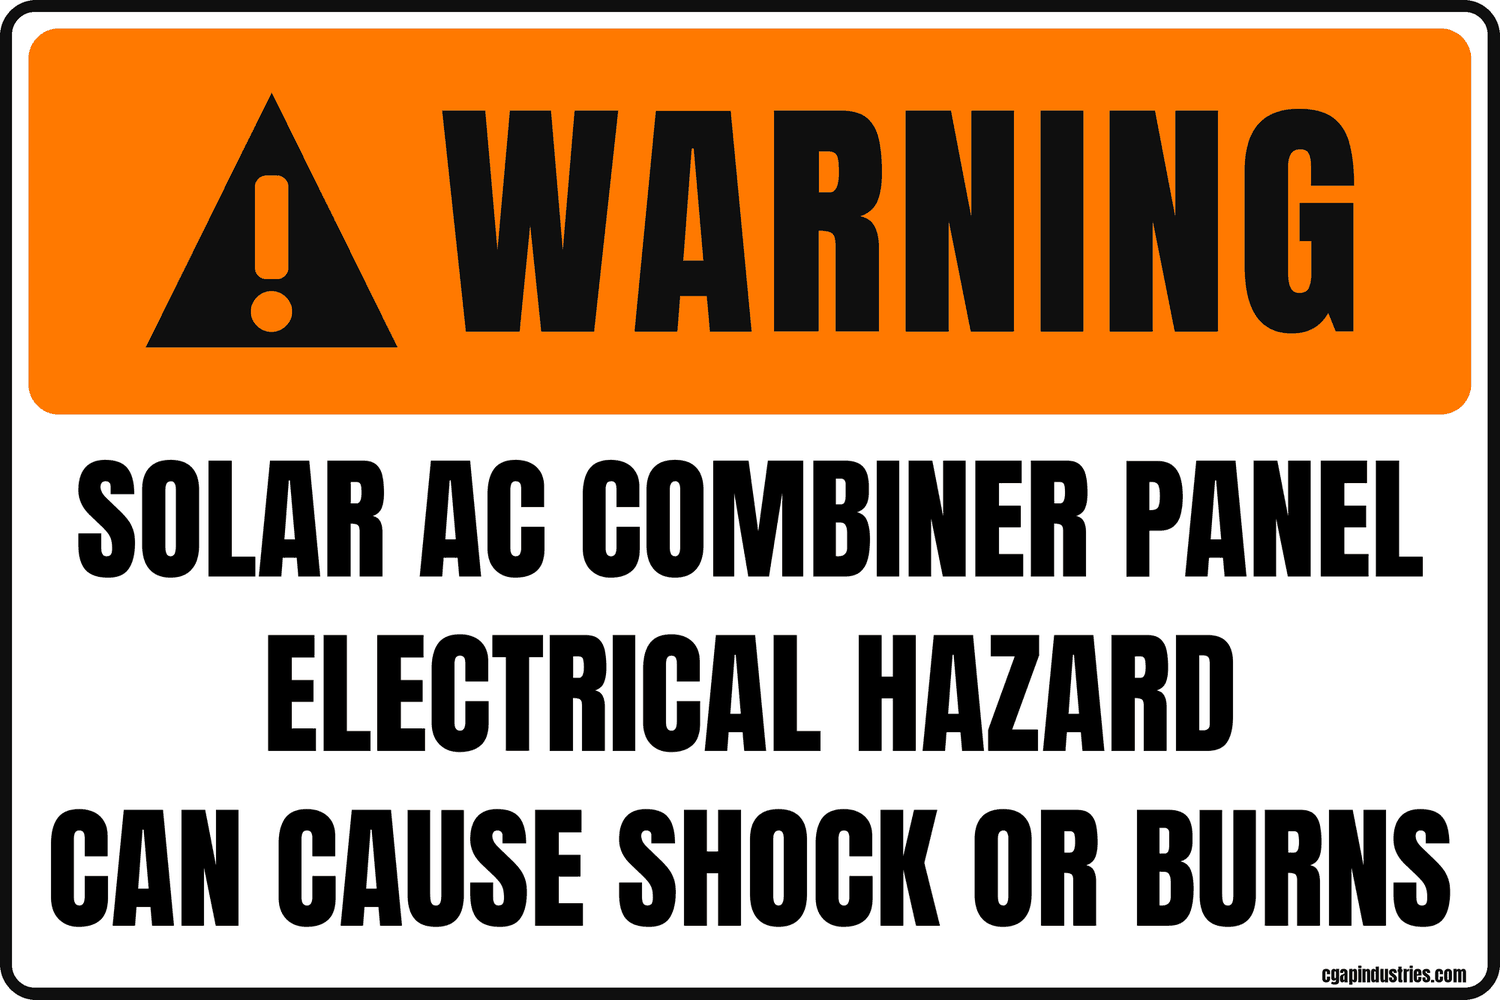 WARNING
SOLAR AC COMBINER PANEL
ELECTRICAL HAZARD
CAN CAUSE SHOCK OR BURNS
cgapindustries.com